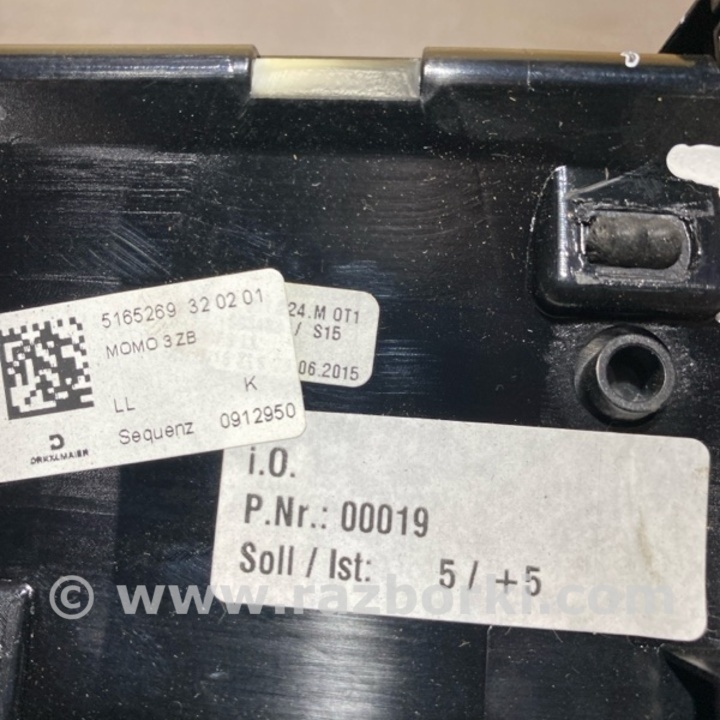 5165269 32 02 01
MOMO 3 ZB
LL K
Sequenz 0912950
DRÄXLMAIER
24.M 0T1
/ S15
06.2015
i.O.
P.Nr.: 00019
Soll / Ist: 5 / +5
© www.razborki.com